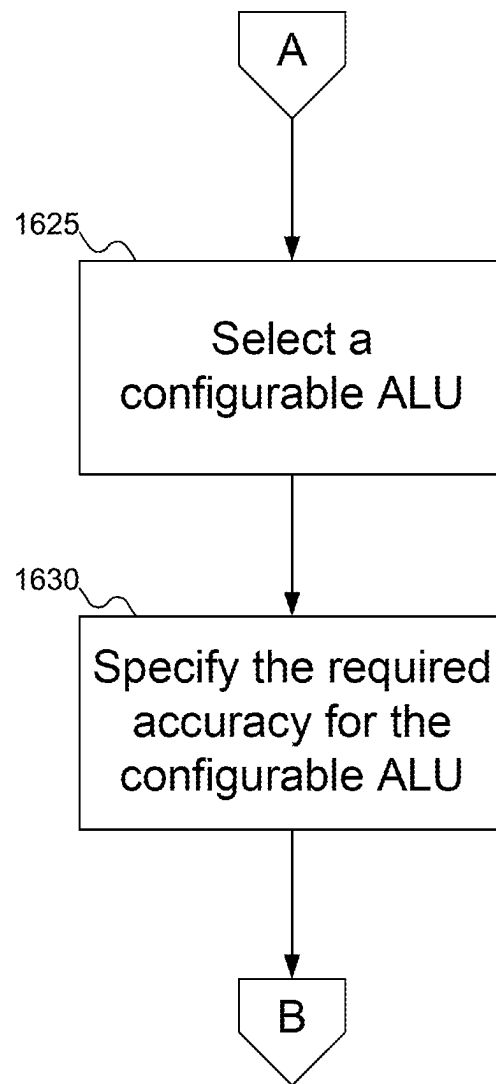 A
1625
Select a
configurable ALU
1630
Specify the required
accuracy for the
configurable ALU
B